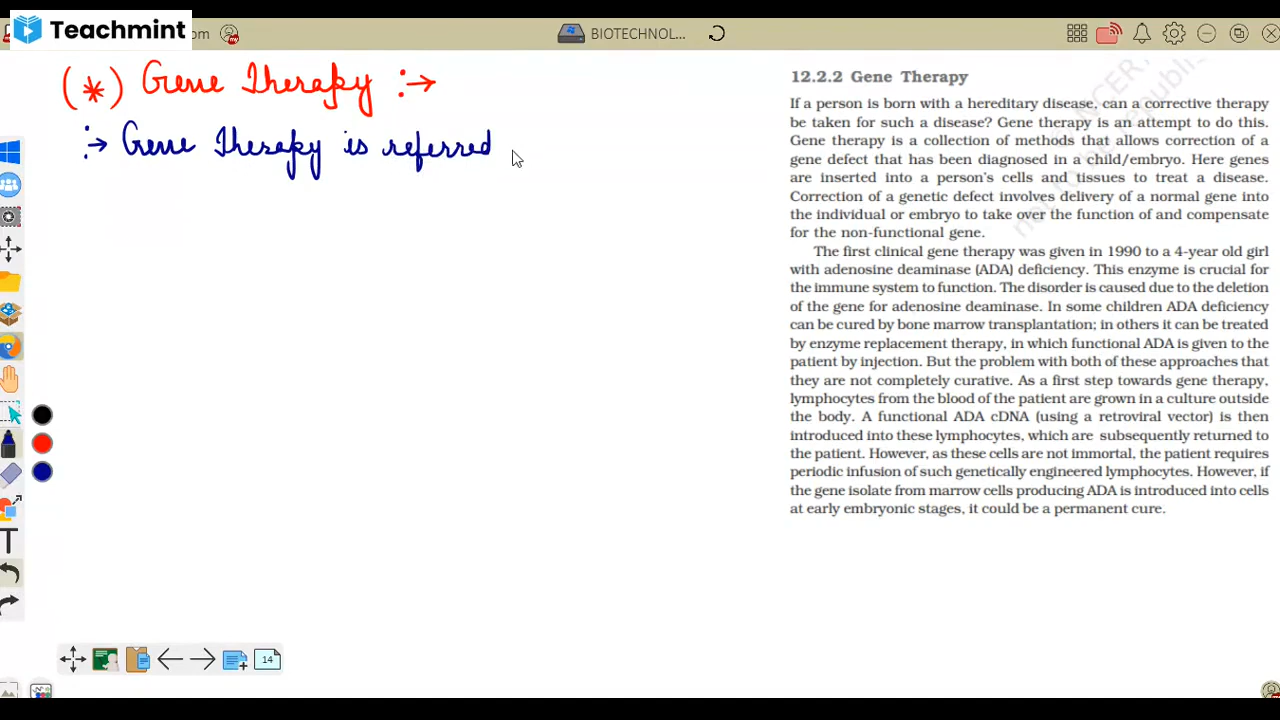 Teachmint
om
BIOTECHNOL...
(*) Gene Therapy :→
:→ Gene Therapy is referred
12.2.2 Gene Therapy
If a person is born with a hereditary disease, can a corrective therapy
be taken for such a disease? Gene therapy is an attempt to do this.
Gene therapy is a collection of methods that allows correction of a
gene defect that has been diagnosed in a child/embryo. Here genes
are inserted into a person's cells and tissues to treat a disease.
Correction of a genetic defect involves delivery of a normal gene into
the individual or embryo to take over the function of and compensate
for the non-functional gene.
The first clinical gene therapy was given in 1990 to a 4-year old girl
with adenosine deaminase (ADA) deficiency. This enzyme is crucial for
the immune system to function. The disorder is caused due to the deletion
of the gene for adenosine deaminase. In some children ADA deficiency
can be cured by bone marrow transplantation; in others it can be treated
by enzyme replacement therapy, in which functional ADA is given to the
patient by injection. But the problem with both of these approaches that
they are not completely curative. As a first step towards gene therapy,
lymphocytes from the blood of the patient are grown in a culture outside
the body. A functional ADA cDNA (using a retroviral vector) is then
introduced into these lymphocytes, which are subsequently returned to
the patient. However, as these cells are not immortal, the patient requires
periodic infusion of such genetically engineered lymphocytes. However, if
the gene isolate from marrow cells producing ADA is introduced into cells
at early embryonic stages, it could be a permanent cure.
14